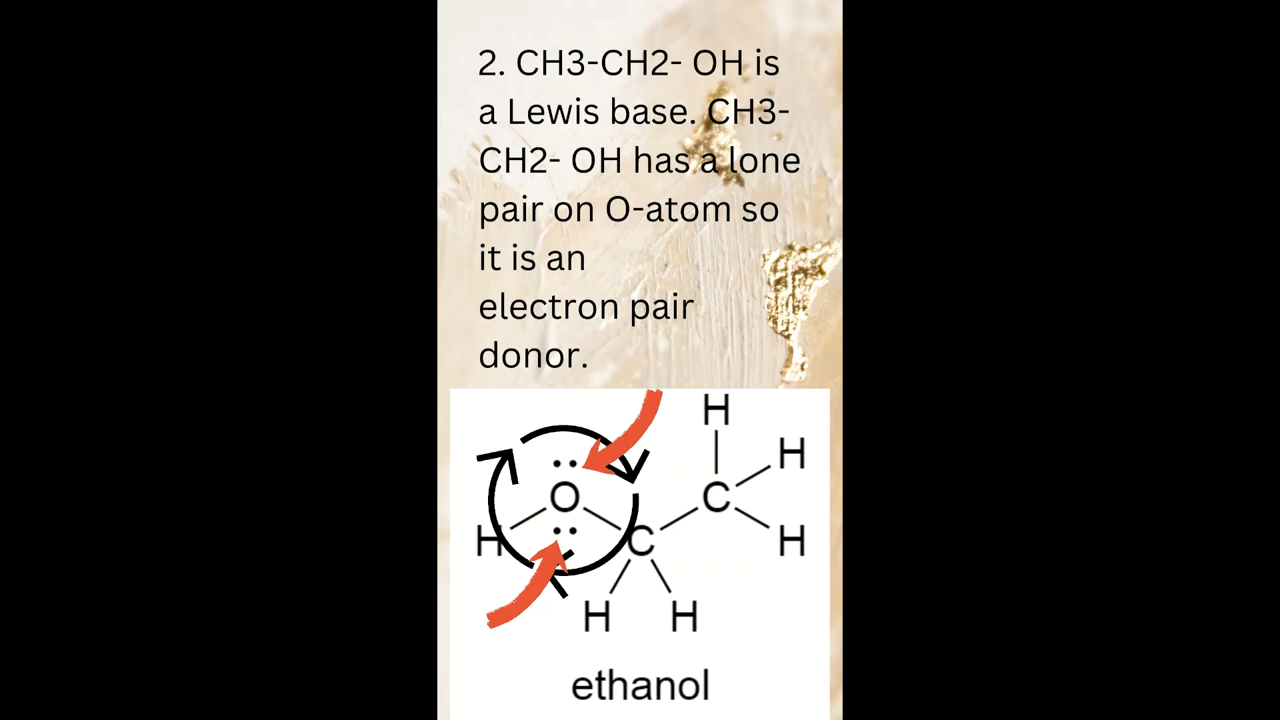 2. CH3-CH2- OH is
a Lewis base. CH3-
CH2- OH has a lone
pair on O-atom so
it is an
electron pair
donor.
H
H
O C
H C H
H H
ethanol